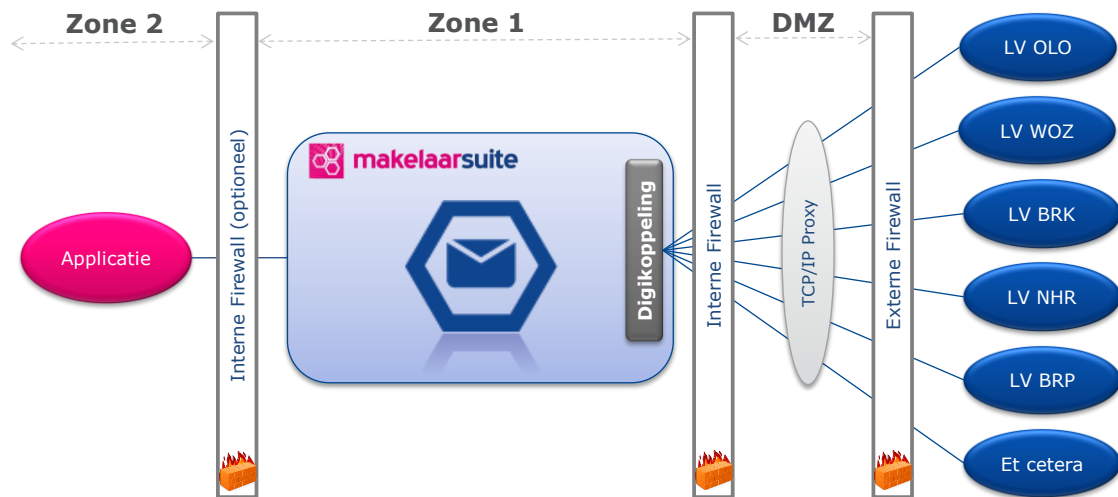 Zone 2
Zone 1
DMZ
Applicatie
Interne Firewall (optioneel)
makelaarsuite
Digikoppeling
Interne Firewall
TCP/IP Proxy
Externe Firewall
LV OLO
LV WOZ
LV BRK
LV NHR
LV BRP
Et cetera